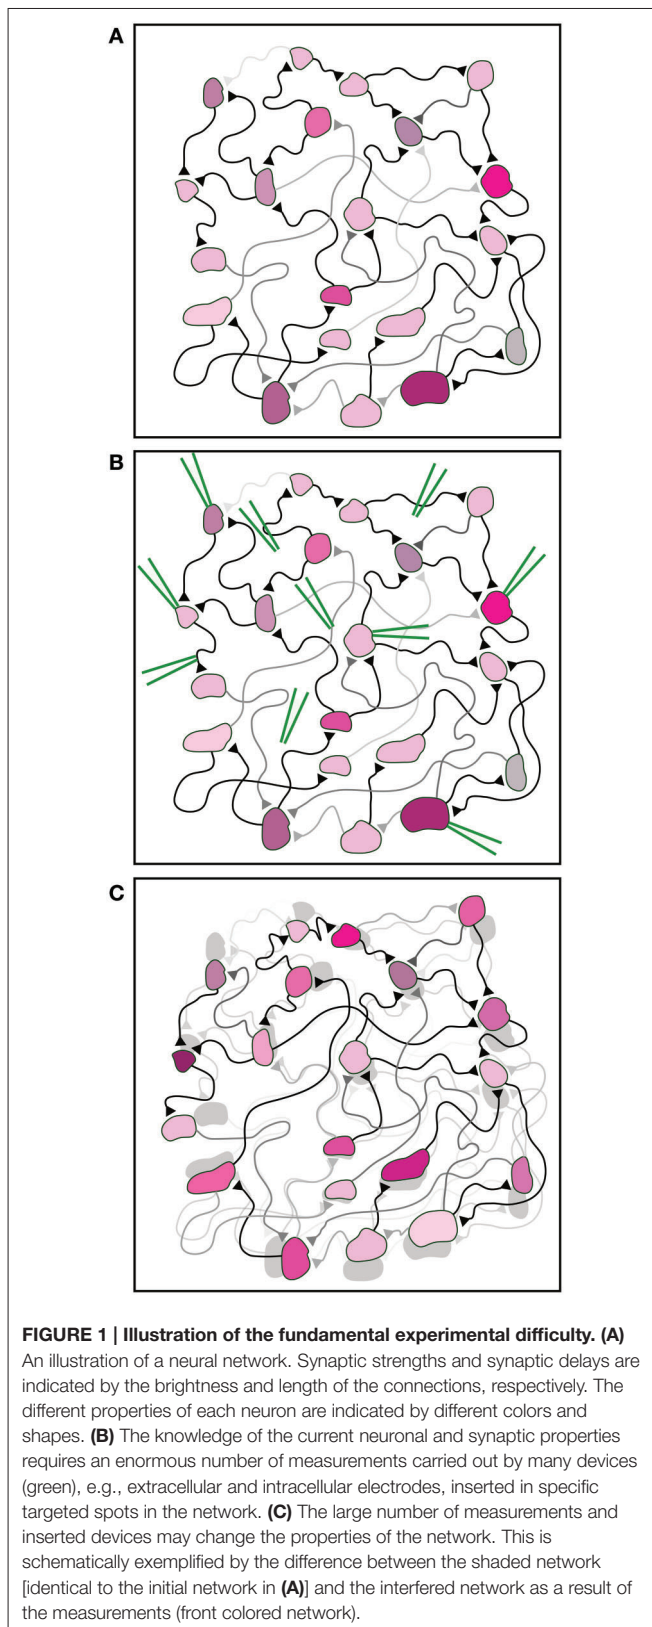 A
B
C
FIGURE 1 | Illustration of the fundamental experimental difficulty. (A)
An illustration of a neural network. Synaptic strengths and synaptic delays are
indicated by the brightness and length of the connections, respectively. The
different properties of each neuron are indicated by different colors and
shapes. (B) The knowledge of the current neuronal and synaptic properties
requires an enormous number of measurements carried out by many devices
(green), e.g., extracellular and intracellular electrodes, inserted in specific
targeted spots in the network. (C) The large number of measurements and
inserted devices may change the properties of the network. This is
schematically exemplified by the difference between the shaded network
[identical to the initial network in (A)] and the interfered network as a result of
the measurements (front colored network).